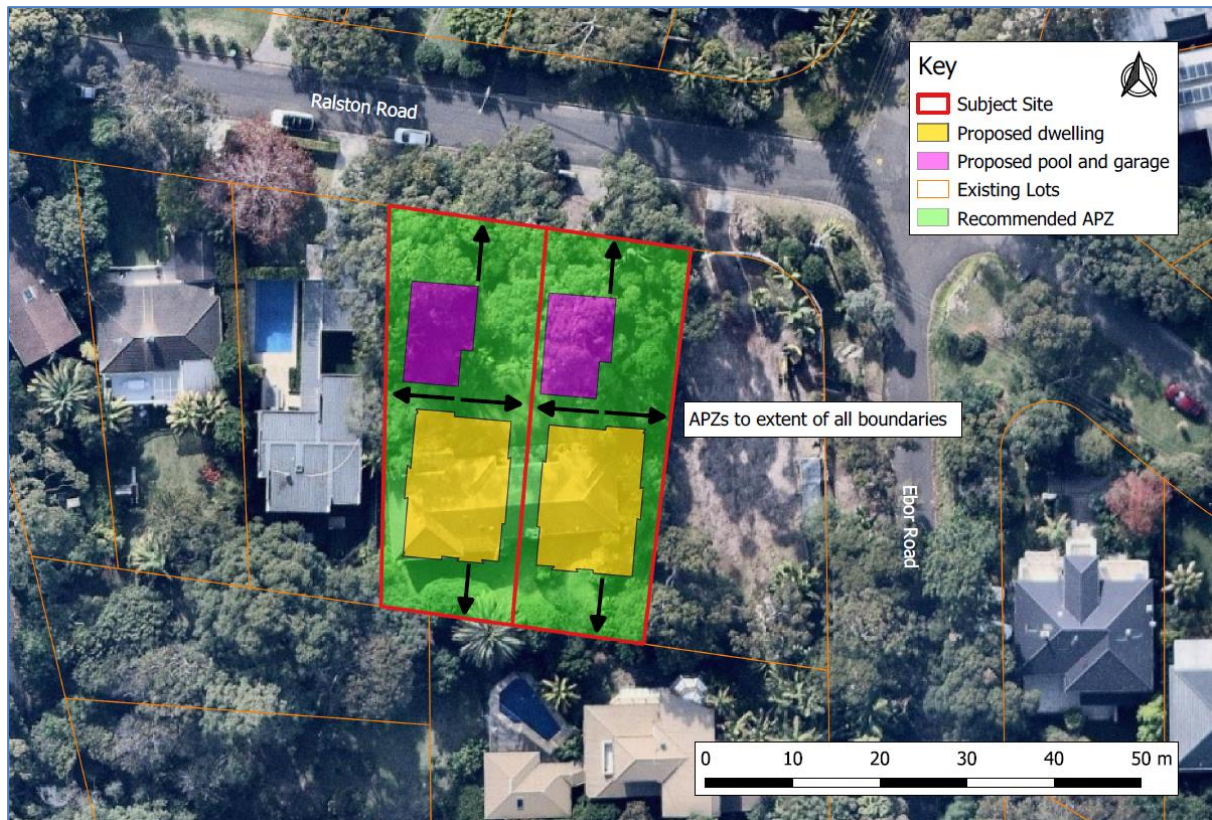 Ralston Road
Key
Subject Site
Proposed dwelling
Proposed pool and garage
Existing Lots
Recommended APZ
APZs to extent of all boundaries
Ebor Road
0 10 20 30 40 50 m